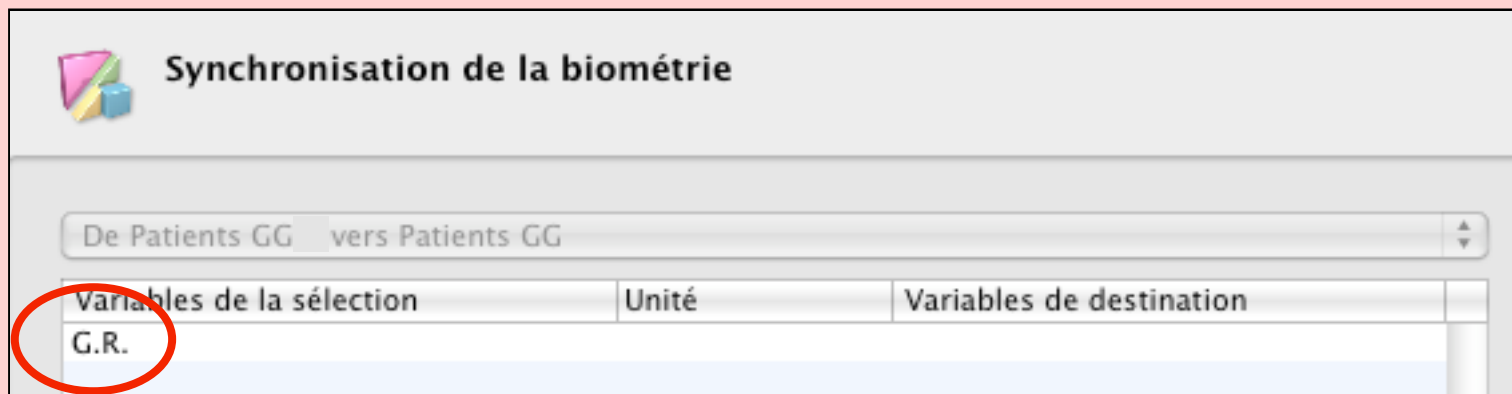 Synchronisation de la biométrie
De Patients GG vers Patients GG
Variables de la sélection Unité Variables de destination
G.R.